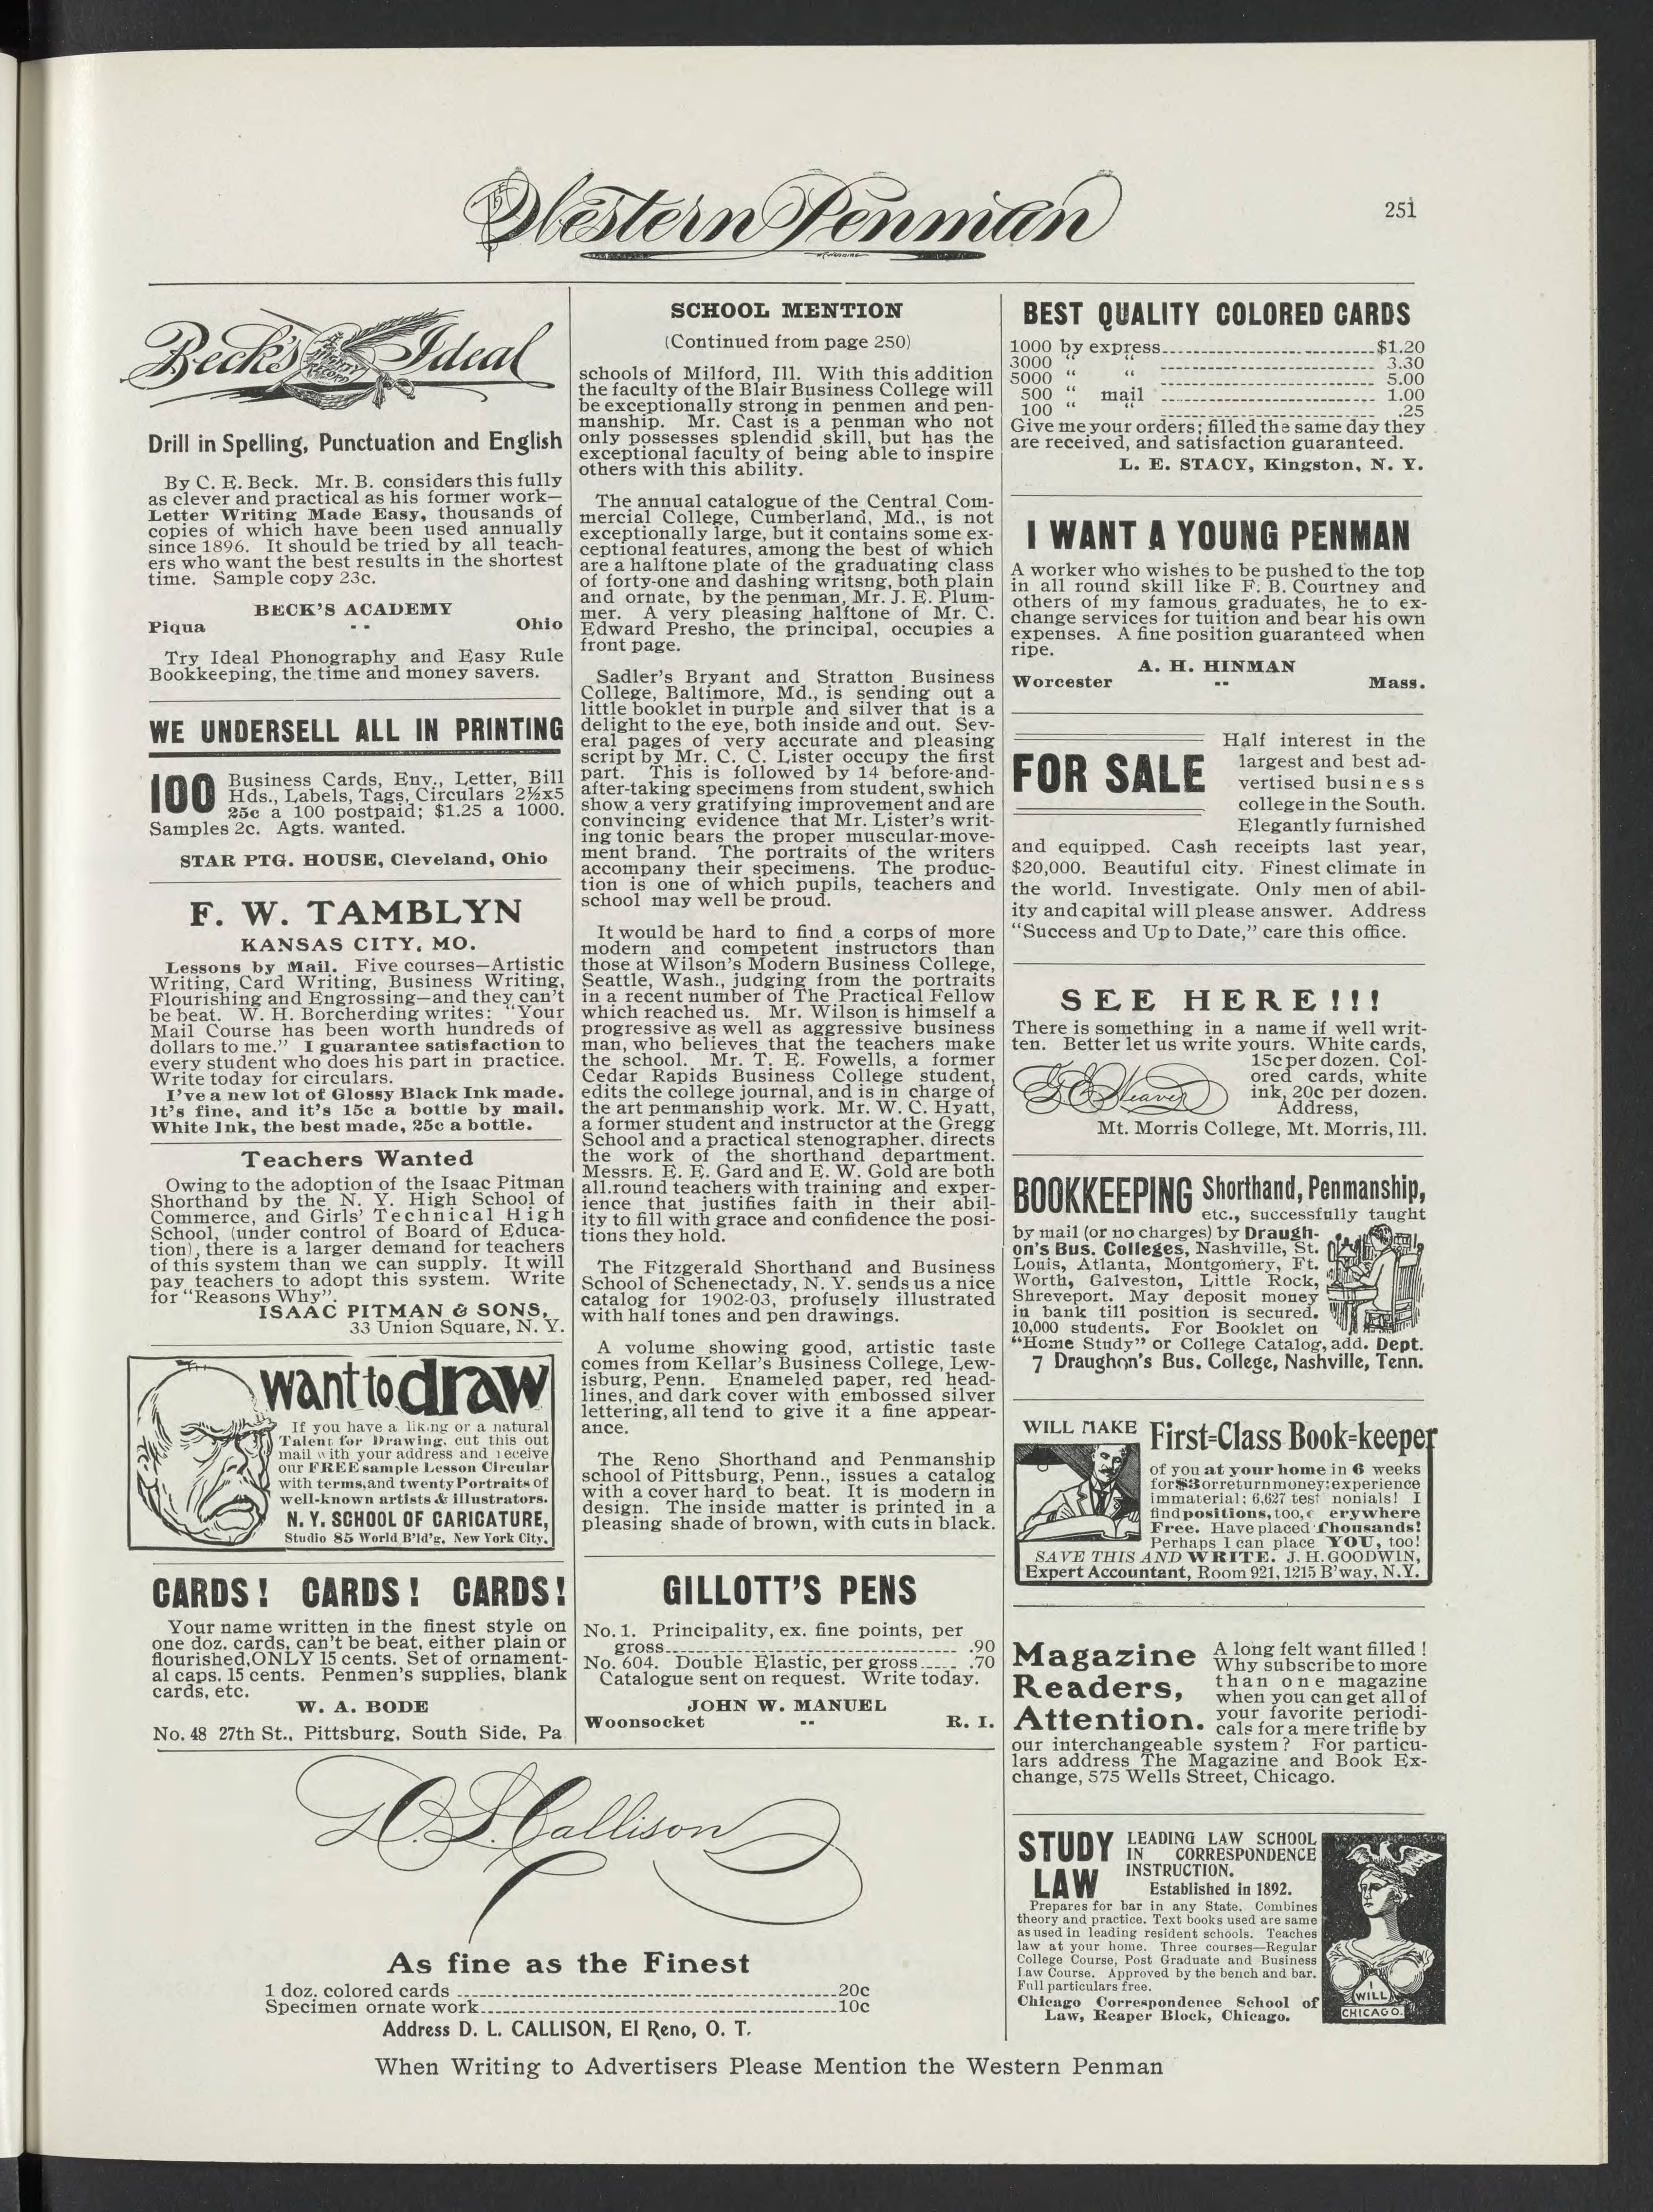 Western Penman
251
Beck's Ideal
Drill in Spelling, Punctuation and English
By C. E. Beck. Mr. B. considers this fully
as clever and practical as his former work—
Letter Writing Made Easy, thousands of
copies of which have been used annually
since 1896. It should be tried by all teach-
ers who want the best results in the shortest
time. Sample copy 23c.
BECK'S ACADEMY
Piqua -- Ohio
Try Ideal Phonography and Easy Rule
Bookkeeping, the time and money savers.
WE UNDERSELL ALL IN PRINTING
100 Business Cards, Env., Letter, Bill
Hds., Labels, Tags, Circulars 2½x5
25c a 100 postpaid; $1.25 a 1000.
Samples 2c. Agts. wanted.
STAR PTG. HOUSE, Cleveland, Ohio
F. W. TAMBLYN
KANSAS CITY, MO.
Lessons by Mail. Five courses—Artistic
Writing, Card Writing, Business Writing,
Flourishing and Engrossing—and they can't
be beat. W. H. Borcherding writes: "Your
Mail Course has been worth hundreds of
dollars to me." I guarantee satisfaction to
every student who does his part in practice.
Write today for circulars.
I've a new lot of Glossy Black Ink made.
It's fine, and it's 15c a bottle by mail.
White Ink, the best made, 25c a bottle.
Teachers Wanted
Owing to the adoption of the Isaac Pitman
Shorthand by the N. Y. High School of
Commerce, and Girls' Technical High
School, (under control of Board of Educa-
tion), there is a larger demand for teachers
of this system than we can supply. It will
pay teachers to adopt this system. Write
for "Reasons Why".
ISAAC PITMAN & SONS,
33 Union Square, N. Y.
want to draw
If you have a liking or a natural
Talent for Drawing, cut this out
mail with your address and receive
our FREE sample Lesson Circular
with terms, and twenty Portraits of
well-known artists & illustrators.
N. Y. SCHOOL OF CARICATURE,
Studio 85 World B'ld'g, New York City.
CARDS! CARDS! CARDS!
Your name written in the finest style on
one doz. cards, can't be beat, either plain or
flourished, ONLY 15 cents. Set of ornament-
al caps. 15 cents. Penmen's supplies, blank
cards, etc.
W. A. BODE
No. 48 27th St., Pittsburg, South Side, Pa
SCHOOL MENTION
(Continued from page 250)
schools of Milford, Ill. With this addition
the faculty of the Blair Business College will
be exceptionally strong in penmen and pen-
manship. Mr. Cast is a penman who not
only possesses splendid skill, but has the
exceptional faculty of being able to inspire
others with this ability.
The annual catalogue of the Central Com-
mercial College, Cumberland, Md., is not
exceptionally large, but it contains some ex-
ceptional features, among the best of which
are a halftone plate of the graduating class
of forty-one and dashing writsng, both plain
and ornate, by the penman, Mr. J. E. Plum-
mer. A very pleasing halftone of Mr. C.
Edward Presho, the principal, occupies a
front page.
Sadler's Bryant and Stratton Business
College, Baltimore, Md., is sending out a
little booklet in purple and silver that is a
delight to the eye, both inside and out. Sev-
eral pages of very accurate and pleasing
script by Mr. C. C. Lister occupy the first
part. This is followed by 14 before-and-
after-taking specimens from student, swhich
show a very gratifying improvement and are
convincing evidence that Mr. Lister's writ-
ing tonic bears the proper muscular-move-
ment brand. The portraits of the writers
accompany their specimens. The produc-
tion is one of which pupils, teachers and
school may well be proud.
It would be hard to find a corps of more
modern and competent instructors than
those at Wilson's Modern Business College,
Seattle, Wash., judging from the portraits
in a recent number of The Practical Fellow
which reached us. Mr. Wilson is himself a
progressive as well as aggressive business
man, who believes that the teachers make
the school. Mr. T. E. Fowells, a former
Cedar Rapids Business College student,
edits the college journal, and is in charge of
the art penmanship work. Mr. W. C. Hyatt,
a former student and instructor at the Gregg
School and a practical stenographer, directs
the work of the shorthand department.
Messrs. E. E. Gard and E. W. Gold are both
all.round teachers with training and exper-
ience that justifies faith in their abil-
ity to fill with grace and confidence the posi-
tions they hold.
The Fitzgerald Shorthand and Business
School of Schenectady, N. Y. sends us a nice
catalog for 1902-03, profusely illustrated
with half tones and pen drawings.
A volume showing good, artistic taste
comes from Kellar's Business College, Lew-
isburg, Penn. Enameled paper, red head-
lines, and dark cover with embossed silver
lettering, all tend to give it a fine appear-
ance.
The Reno Shorthand and Penmanship
school of Pittsburg, Penn., issues a catalog
with a cover hard to beat. It is modern in
design. The inside matter is printed in a
pleasing shade of brown, with cuts in black.
GILLOTT'S PENS
No. 1. Principality, ex. fine points, per
gross .90
No. 604. Double Elastic, per gross .70
Catalogue sent on request. Write today.
JOHN W. MANUEL
Woonsocket -- R. I.
D. L. Callison
As fine as the Finest
1 doz. colored cards 20c
Specimen ornate work 10c
Address D. L. CALLISON, El Reno, O. T.
BEST QUALITY COLORED CARDS
1000 by express $1.20
3000 " " 3.30
5000 " " 5.00
500 " mail 1.00
100 " " .25
Give me your orders; filled the same day they
are received, and satisfaction guaranteed.
L. E. STACY, Kingston, N. Y.
I WANT A YOUNG PENMAN
A worker who wishes to be pushed to the top
in all round skill like F. B. Courtney and
others of my famous graduates, he to ex-
change services for tuition and bear his own
expenses. A fine position guaranteed when
ripe.
A. H. HINMAN
Worcester -- Mass.
FOR SALE
Half interest in the
largest and best ad-
vertised business
college in the South.
Elegantly furnished
and equipped. Cash receipts last year,
$20,000. Beautiful city. Finest climate in
the world. Investigate. Only men of abil-
ity and capital will please answer. Address
"Success and Up to Date," care this office.
SEE HERE!!!
There is something in a name if well writ-
ten. Better let us write yours. White cards,
15c per dozen. Col-
ored cards, white
ink, 20c per dozen.
Address,
G E Weaver
Mt. Morris College, Mt. Morris, Ill.
BOOKKEEPING Shorthand, Penmanship,
etc., successfully taught
by mail (or no charges) by Draugh-
on's Bus. Colleges, Nashville, St.
Louis, Atlanta, Montgomery, Ft.
Worth, Galveston, Little Rock,
Shreveport. May deposit money
in bank till position is secured.
10,000 students. For Booklet on
"Home Study" or College Catalog, add. Dept.
7 Draughon's Bus. College, Nashville, Tenn.
WILL MAKE First-Class Book-keeper
of you at your home in 6 weeks
for $3 or return money; experience
immaterial; 6,627 testimonials! I
find positions, too, everywhere
Free. Have placed Thousands!
Perhaps I can place YOU, too!
SAVE THIS AND WRITE. J. H. GOODWIN,
Expert Accountant, Room 921, 1215 B'way, N.Y.
Magazine
Readers,
Attention.
A long felt want filled!
Why subscribe to more
than one magazine
when you can get all of
your favorite periodi-
cals for a mere trifle by
our interchangeable system? For particu-
lars address The Magazine and Book Ex-
change, 575 Wells Street, Chicago.
STUDY
LAW
LEADING LAW SCHOOL
IN CORRESPONDENCE
INSTRUCTION.
Established in 1892.
Prepares for bar in any State. Combines
theory and practice. Text books used are same
as used in leading resident schools. Teaches
law at your home. Three courses—Regular
College Course, Post Graduate and Business
Law Course. Approved by the bench and bar.
Full particulars free.
Chicago Correspondence School of
Law, Reaper Block, Chicago.
I
WILL
CHICAGO.
When Writing to Advertisers Please Mention the Western Penman